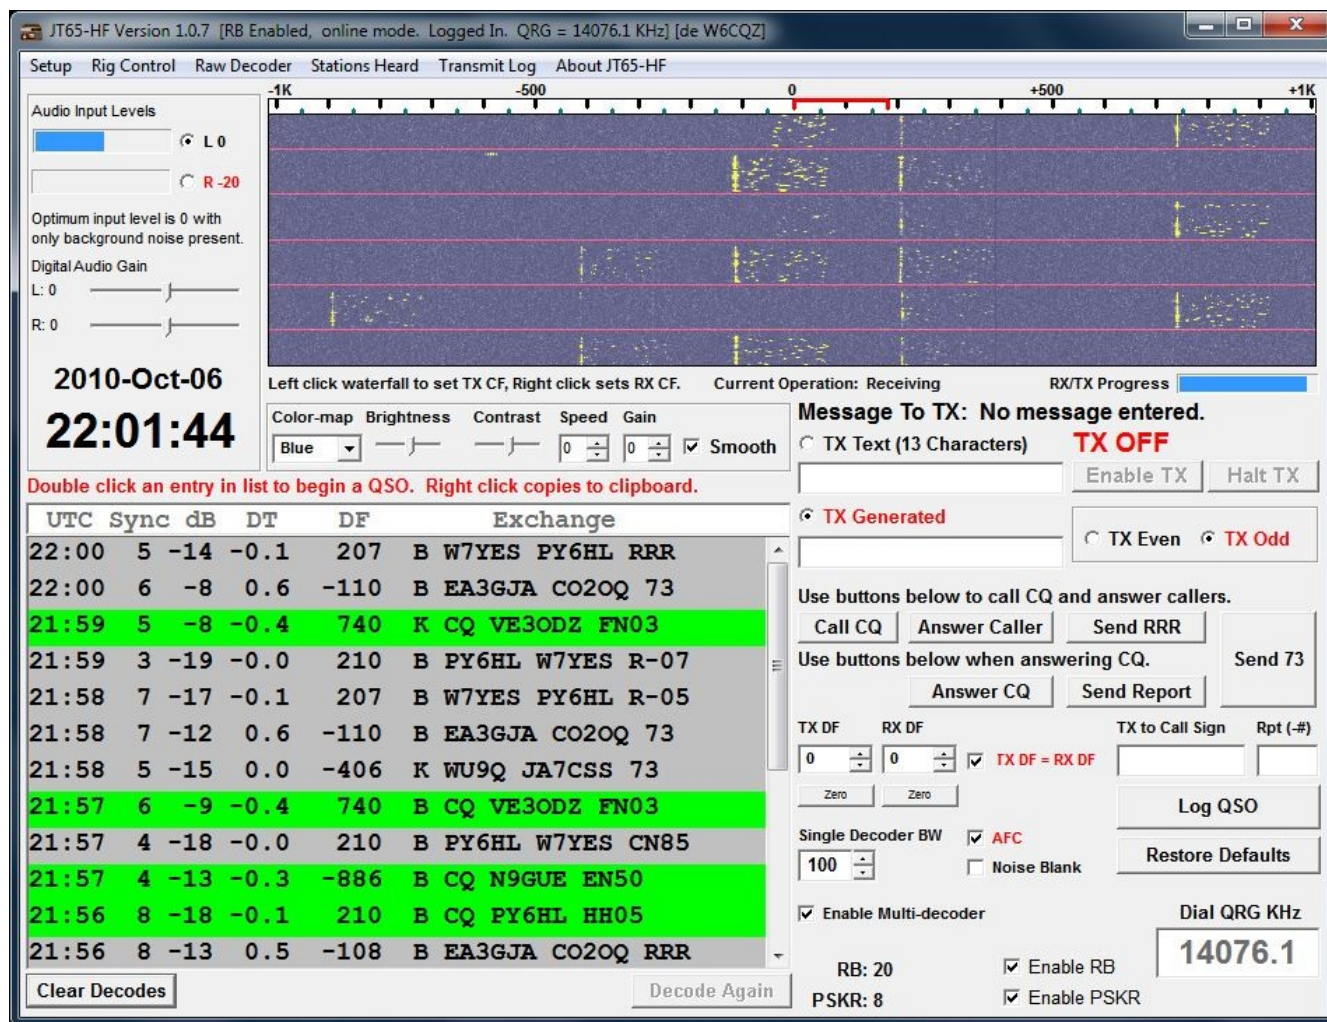 JT65-HF Version 1.0.7 [RB Enabled, online mode. Logged In. QRG = 14076.1 KHz] [de W6CQZ]
Setup Rig Control Raw Decoder Stations Heard Transmit Log About JT65-HF
-1K -500 0 +500 +1K
Audio Input Levels
L 0
R -20
Optimum input level is 0 with
only background noise present.
Digital Audio Gain
L: 0
R: 0
2010-Oct-06
22:01:44
Left click waterfall to set TX CF, Right click sets RX CF. Current Operation: Receiving RX/TX Progress
Color-map Brightness Contrast Speed Gain
Blue 0 0 Smooth
Message To TX: No message entered.
TX Text (13 Characters) TX OFF
Enable TX Halt TX
TX Generated
TX Even TX Odd
Double click an entry in list to begin a QSO. Right click copies to clipboard.
UTC Sync dB DT DF Exchange
22:00 5 -14 -0.1 207 B W7YES PY6HL RRR
22:00 6 -8 0.6 -110 B EA3GJA CO2OQ 73
21:59 5 -8 -0.4 740 K CQ VE3ODZ FN03
21:59 3 -19 -0.0 210 B PY6HL W7YES R-07
21:58 7 -17 -0.1 207 B W7YES PY6HL R-05
21:58 7 -12 0.6 -110 B EA3GJA CO2OQ 73
21:58 5 -15 0.0 -406 K WU9Q JA7CSS 73
21:57 6 -9 -0.4 740 B CQ VE3ODZ FN03
21:57 4 -18 -0.0 210 B PY6HL W7YES CN85
21:57 4 -13 -0.3 -886 B CQ N9GUE EN50
21:56 8 -18 -0.1 210 B CQ PY6HL HH05
21:56 8 -13 0.5 -108 B EA3GJA CO2OQ RRR
Clear Decodes Decode Again
Use buttons below to call CQ and answer callers.
Call CQ Answer Caller Send RRR
Use buttons below when answering CQ. Send 73
Answer CQ Send Report
TX DF RX DF TX to Call Sign Rpt (-#)
0 0 TX DF = RX DF
Zero Zero
Log QSO
Single Decoder BW AFC
100 Noise Blank
Restore Defaults
Enable Multi-decoder Dial QRG KHz
14076.1
RB: 20 Enable RB
PSKR: 8 Enable PSKR